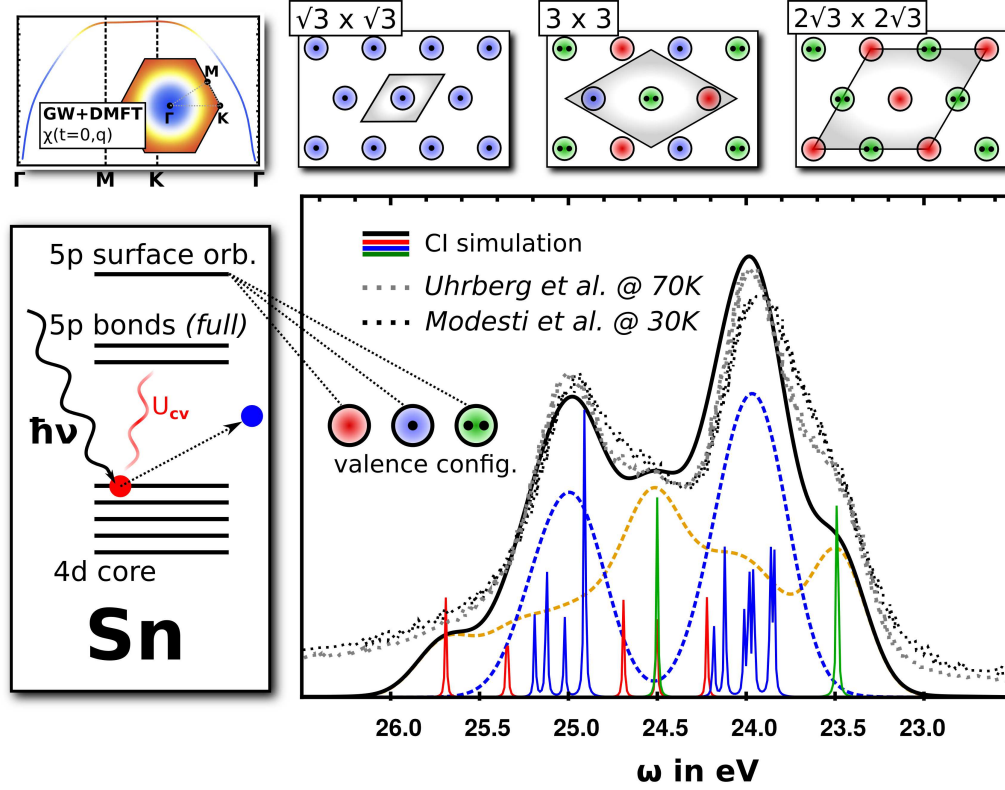 √3 x √3
3 x 3
2√3 x 2√3
M
Γ
K
GW+DMFT
χ(t=0,q)
Γ M K Γ
5p surface orb.
5p bonds (full)
ħν
Ucv
4d core
Sn
CI simulation
Uhrberg et al. @ 70K
Modesti et al. @ 30K
valence config.
26.0 25.5 25.0 24.5 24.0 23.5 23.0
ω in eV